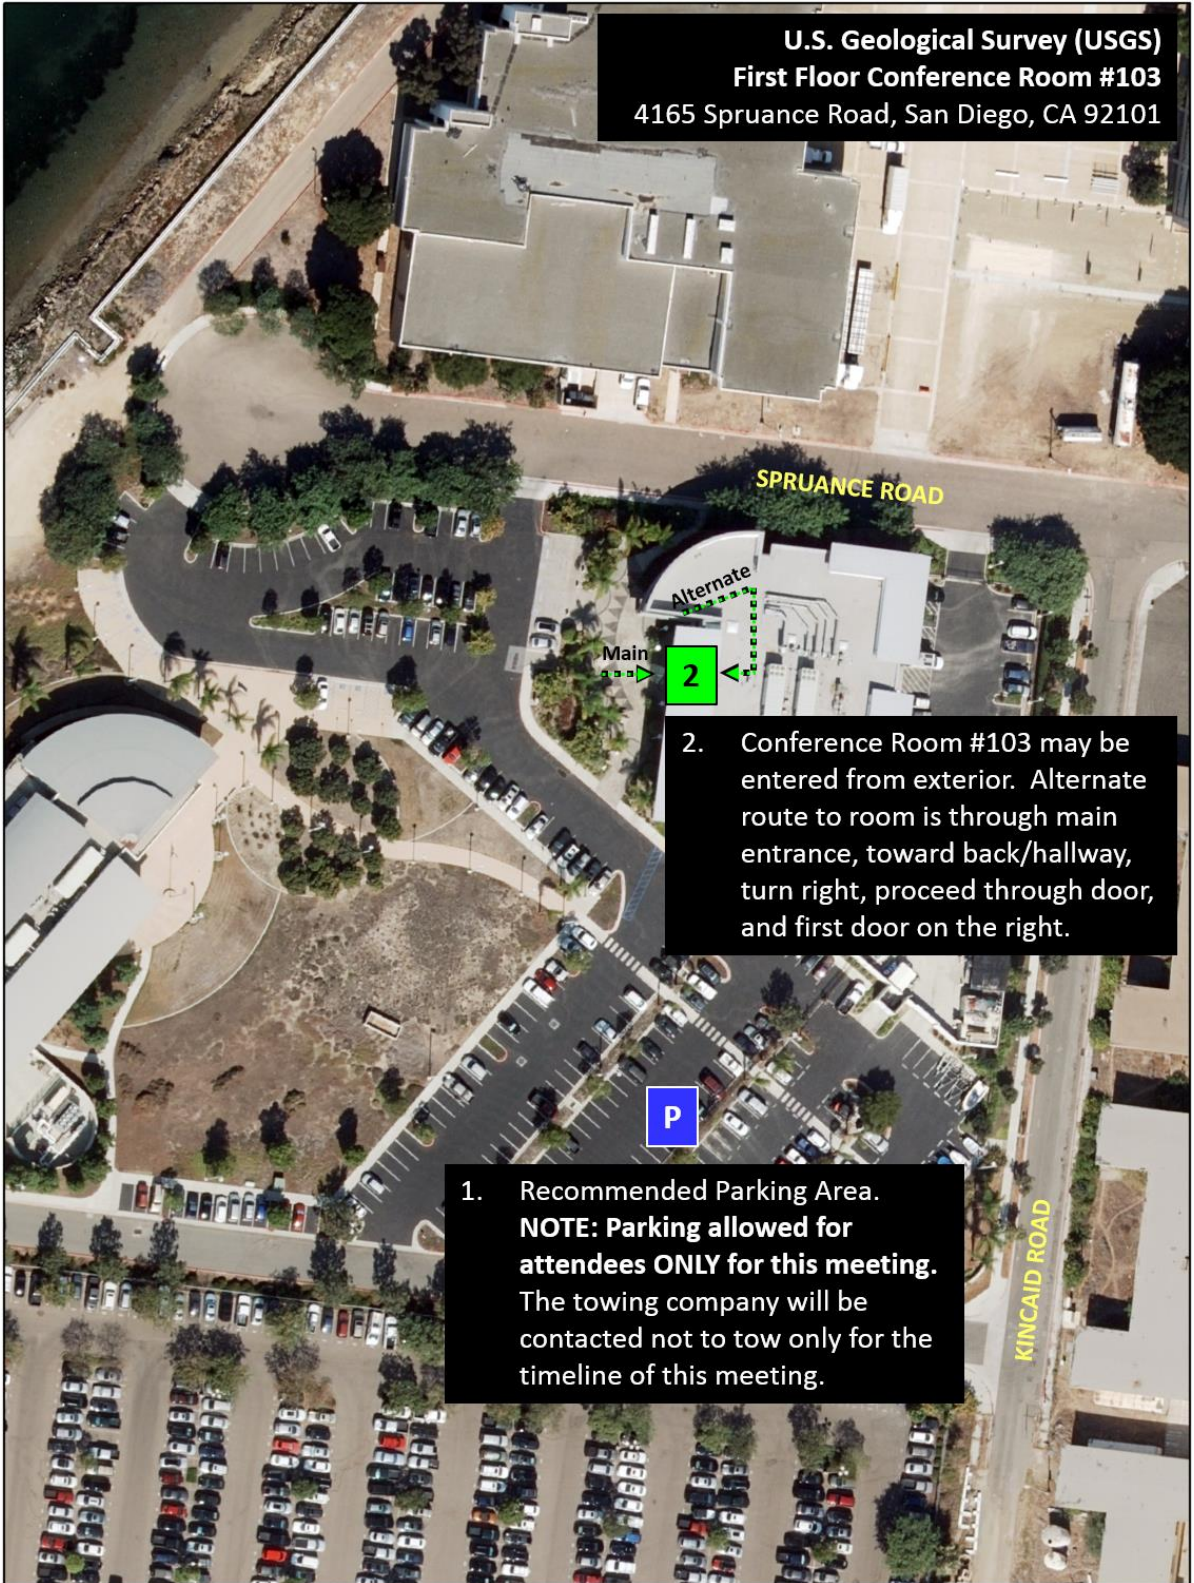 U.S. Geological Survey (USGS)
First Floor Conference Room #103
4165 Spruance Road, San Diego, CA 92101
SPRUANCE ROAD
Alternate
Main
2
2. Conference Room #103 may be
entered from exterior.  Alternate
route to room is through main
entrance, toward back/hallway,
turn right, proceed through door,
and first door on the right.
P
1. Recommended Parking Area.
NOTE: Parking allowed for
attendees ONLY for this meeting.
The towing company will be
contacted not to tow only for the
timeline of this meeting.
KINCAID ROAD